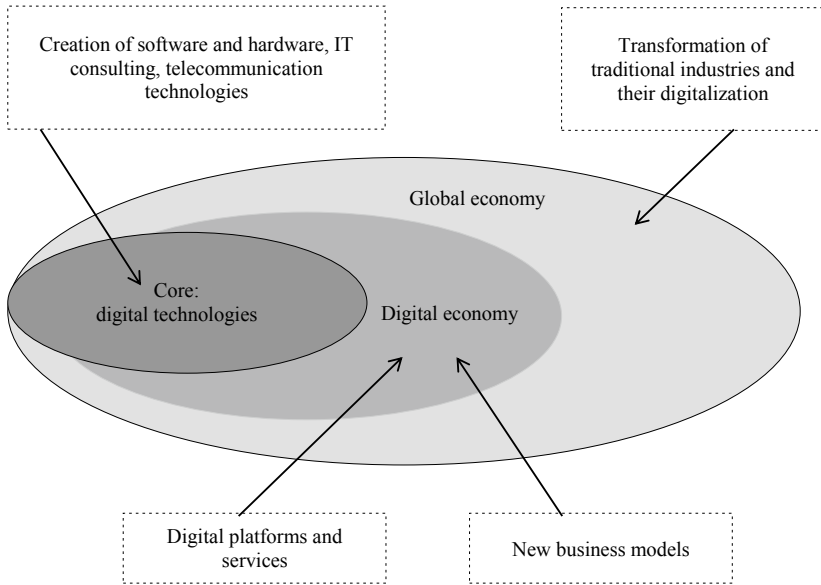 Creation of software and hardware, IT
consulting, telecommunication
technologies
Transformation of
traditional industries and
their digitalization
Global economy
Core:
digital technologies
Digital economy
Digital platforms and
services
New business models